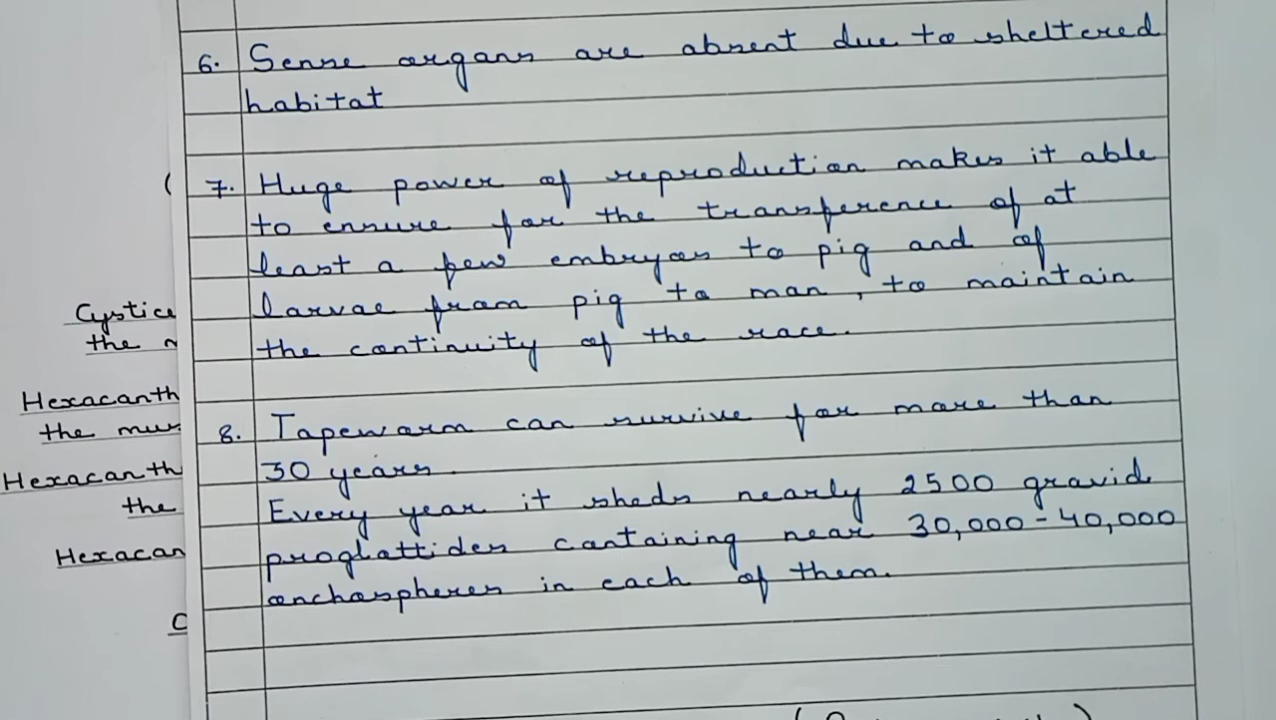 6. Sense organs are absent due to sheltered
habitat
7. Huge power of reproduction makes it able
to ensure for the transference of at
least a few embryos to pig and of
larvae from pig to man, to maintain
the continuity of the race.
8. Tapeworm can survive for more than
30 years.
Every year it sheds nearly 2500 gravid
proglottides containing near 30,000-40,000
onchospheres in each of them.
Cystice
the
Hexacanth
the mus
Hexacanth
the
Hexacan
C